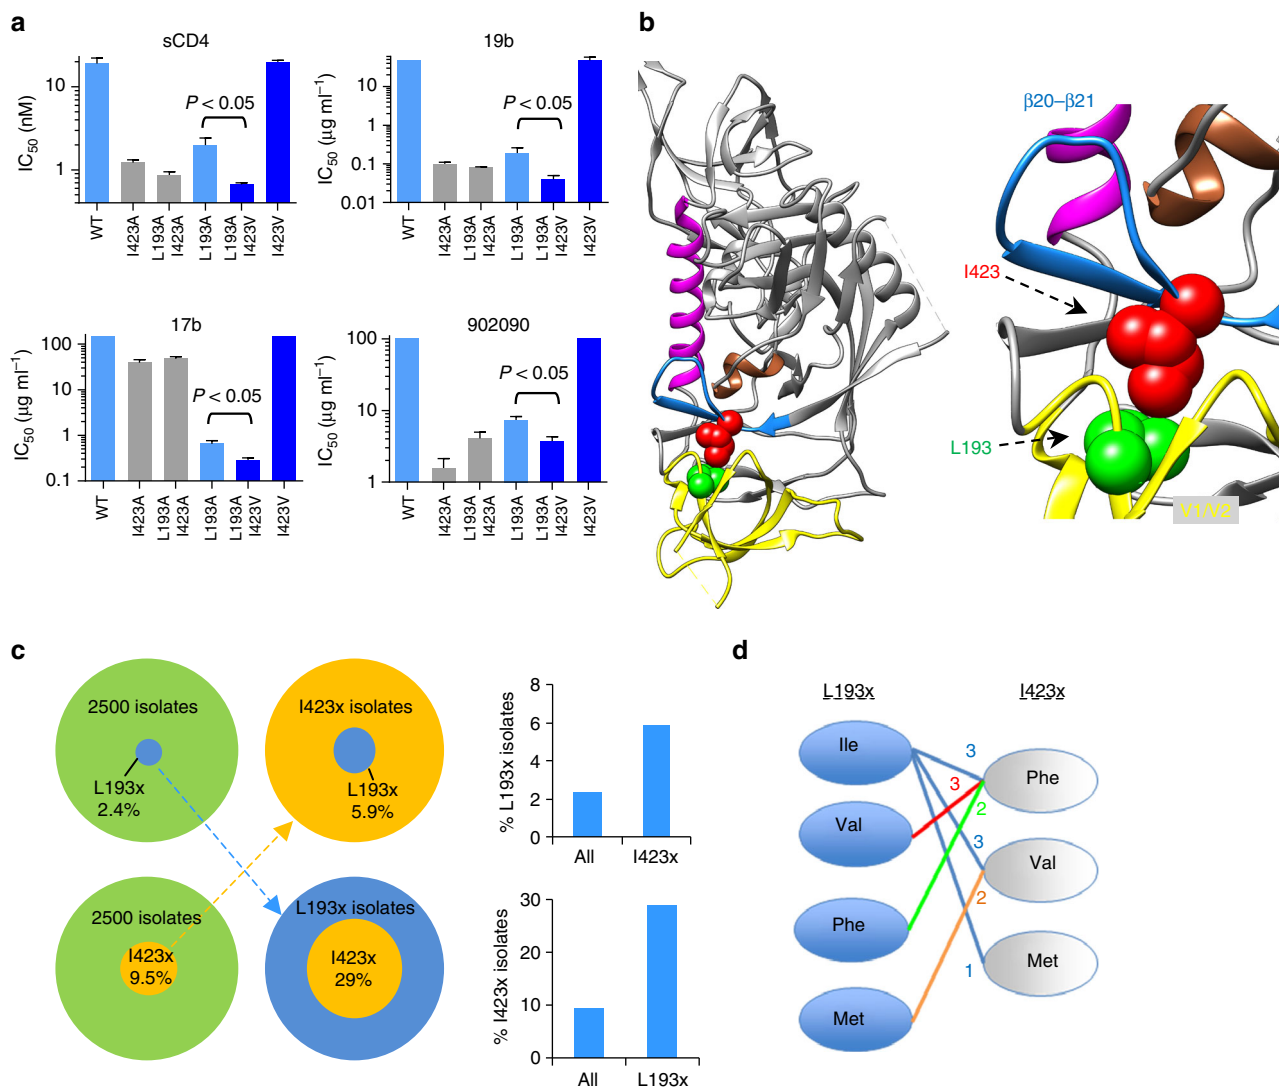 a
sCD4
IC50 (nM)
10
1
P < 0.05
WT
I423A
L193A I423A
L193A
L193A I423V
I423V
19b
IC50 (µg ml−1)
10
1
0.1
0.01
P < 0.05
WT
I423A
L193A I423A
L193A
L193A I423V
I423V
17b
IC50 (µg ml−1)
100
10
1
0.1
P < 0.05
WT
I423A
L193A I423A
L193A
L193A I423V
I423V
902090
IC50 (µg ml−1)
100
10
1
P < 0.05
WT
I423A
L193A I423A
L193A
L193A I423V
I423V
b
β20–β21
I423
L193
V1/V2
c
2500 isolates
L193x
2.4%
I423x isolates
L193x
5.9%
2500 isolates
I423x
9.5%
L193x isolates
I423x
29%
% L193x isolates
8
6
4
2
0
All
I423x
% I423x isolates
30
20
10
0
All
L193x
d
L193x
I423x
Ile
Val
Phe
Met
Phe
Val
Met
3
3
2
3
2
1